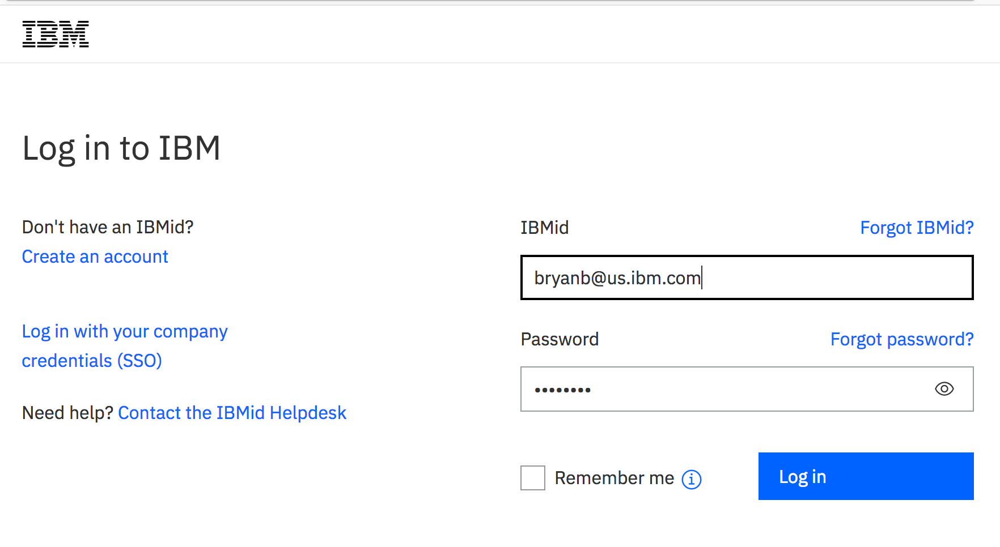 IBM
Log in to IBM
Don't have an IBMid?
Create an account
Log in with your company
credentials (SSO)
Need help? Contact the IBMid Helpdesk
IBMid Forgot IBMid?
bryanb@us.ibm.com
Password Forgot password?
••••••••
Remember me
Log in